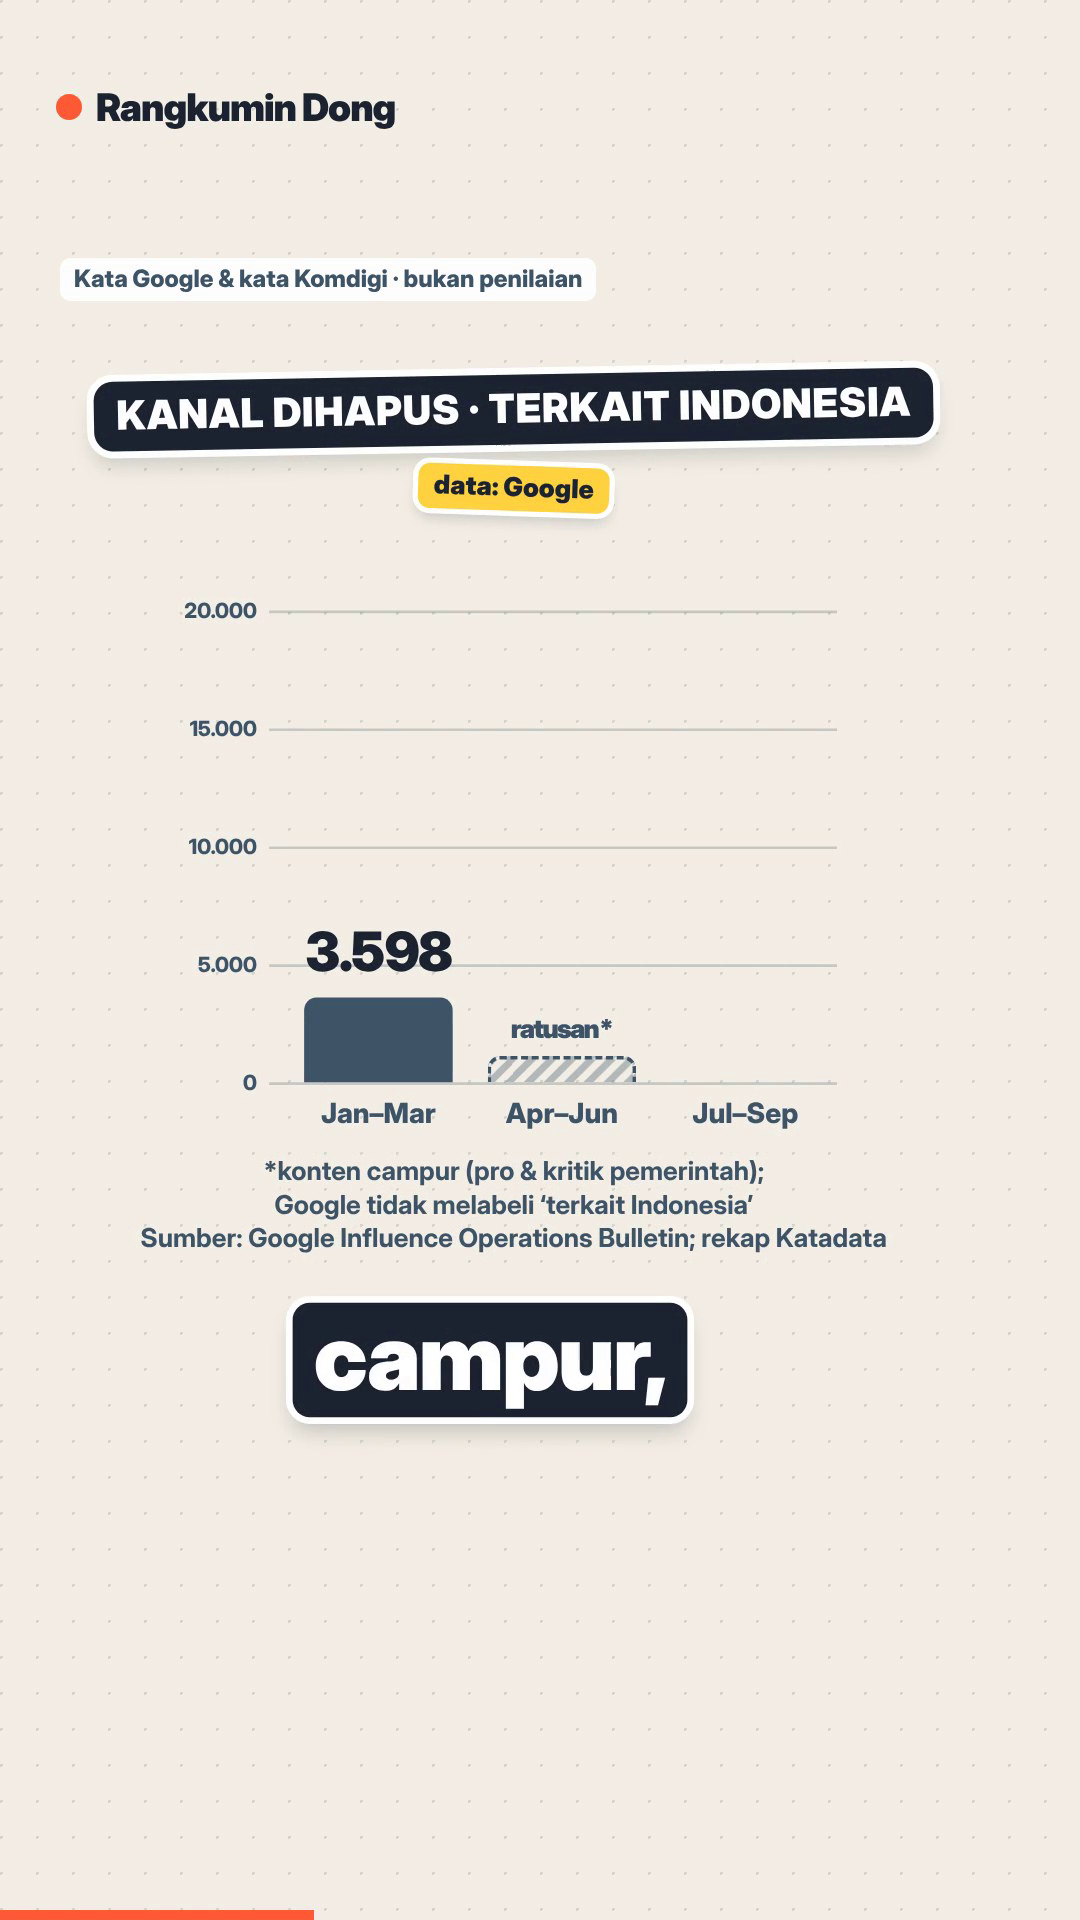 Rangkumin Dong
Kata Google & kata Komdigi · bukan penilaian
KANAL DIHAPUS · TERKAIT INDONESIA
data: Google
20.000
15.000
10.000
5.000
0
3.598
ratusan*
Jan–Mar
Apr–Jun
Jul–Sep
*konten campur (pro & kritik pemerintah);
Google tidak melabeli ‘terkait Indonesia’
Sumber: Google Influence Operations Bulletin; rekap Katadata
campur,